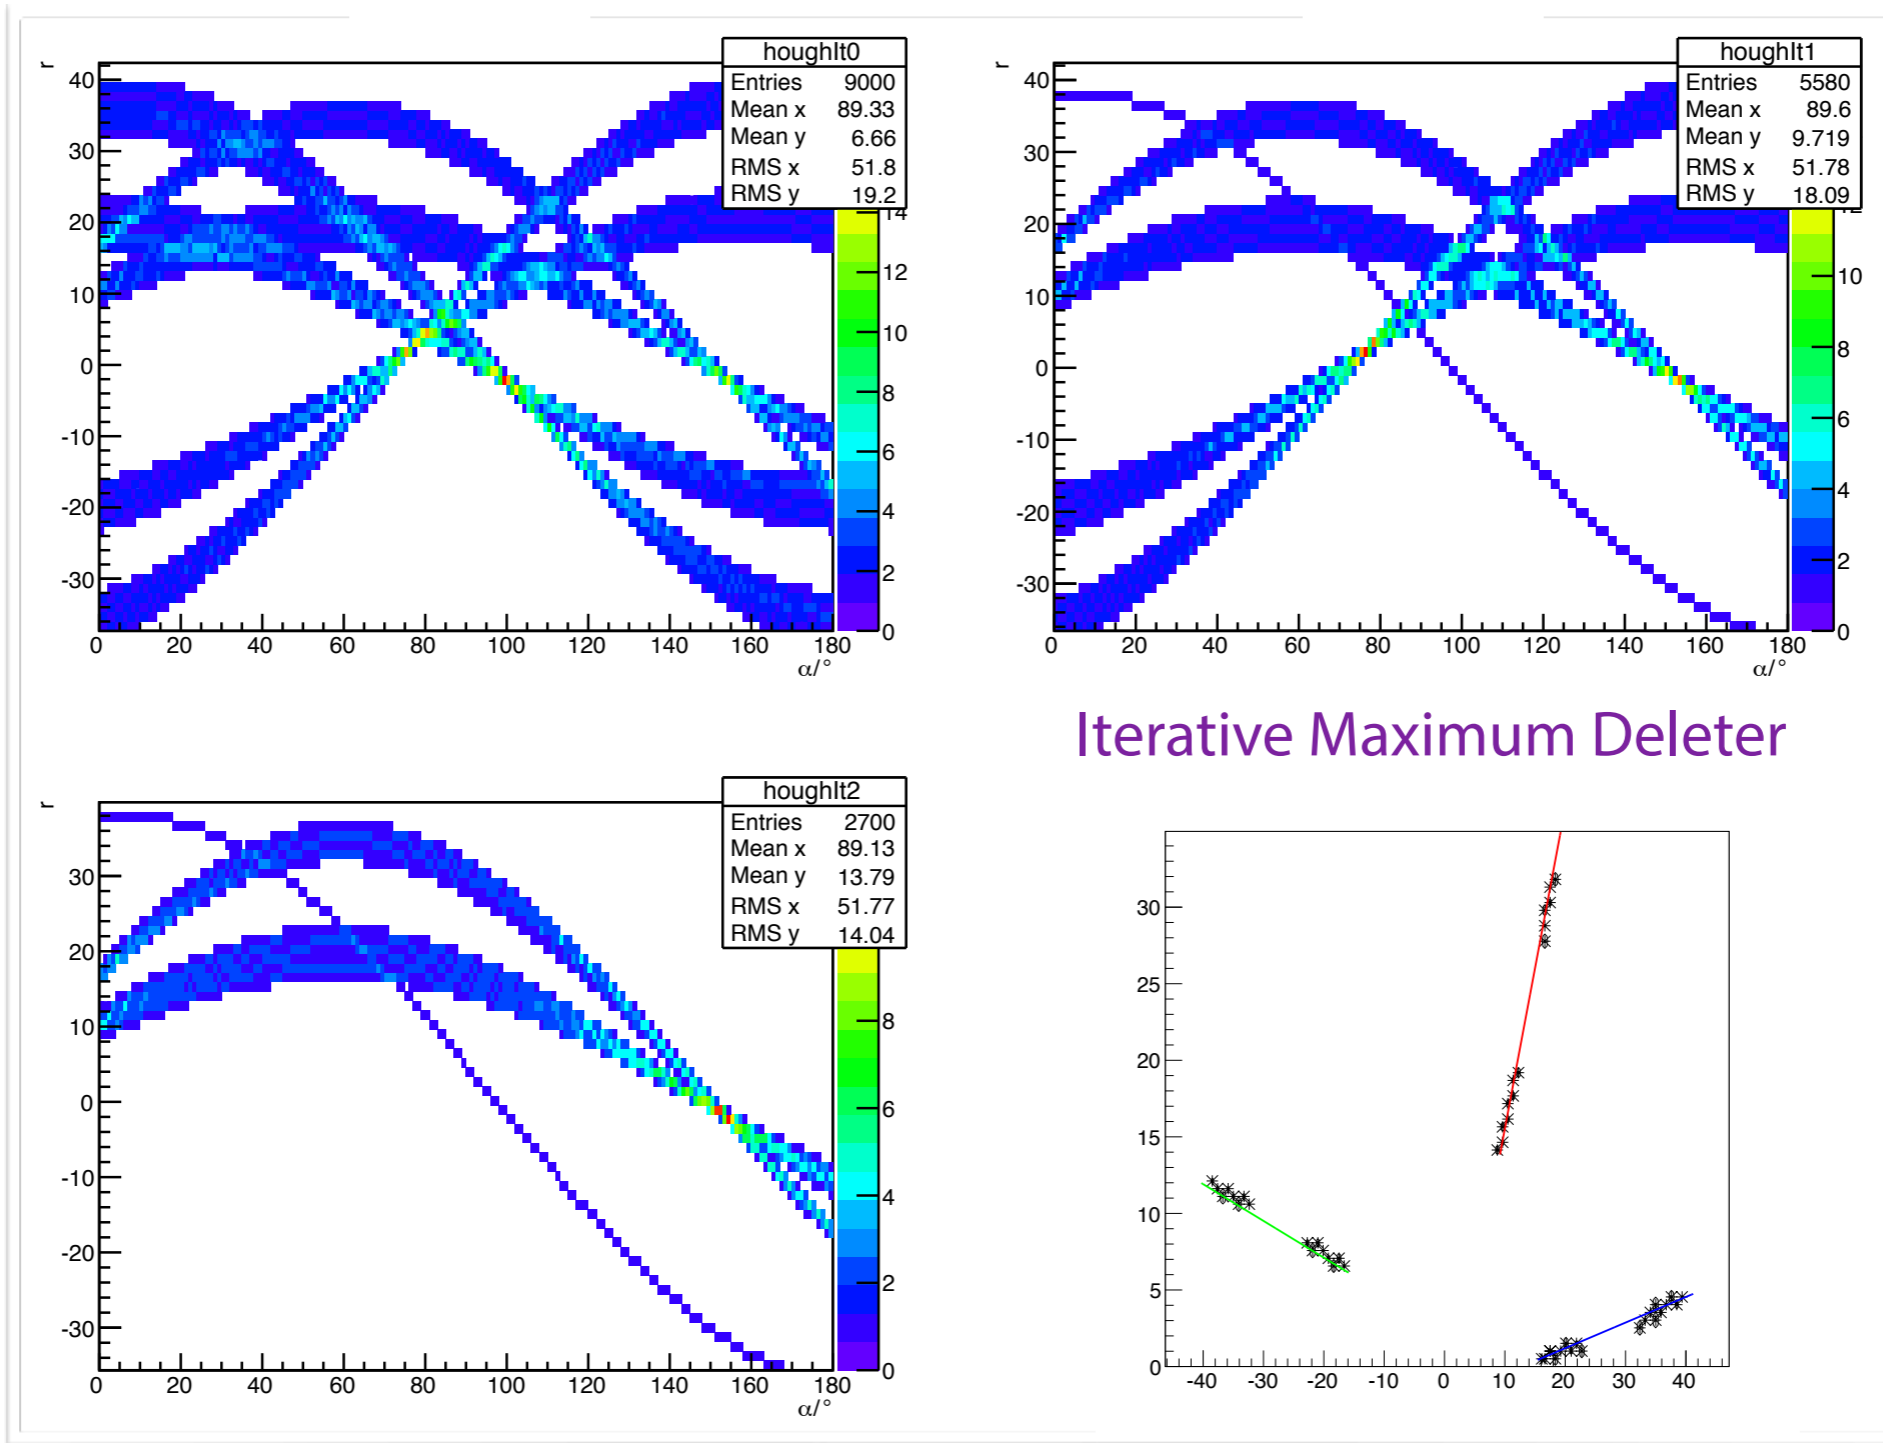 houghIt0
Entries 9000
Mean x 89.33
Mean y 6.66
RMS x 51.8
RMS y 19.2
r
40
30
20
10
0
-10
-20
-30
0 20 40 60 80 100 120 140 160 180
α/°
14
12
10
8
6
4
2
0
houghIt1
Entries 5580
Mean x 89.6
Mean y 9.719
RMS x 51.78
RMS y 18.09
r
40
30
20
10
0
-10
-20
-30
0 20 40 60 80 100 120 140 160 180
α/°
12
10
8
6
4
2
0
Iterative Maximum Deleter
houghIt2
Entries 2700
Mean x 89.13
Mean y 13.79
RMS x 51.77
RMS y 14.04
r
30
20
10
0
-10
-20
-30
0 20 40 60 80 100 120 140 160 180
α/°
8
6
4
2
0
30
25
20
15
10
5
0
-40 -30 -20 -10 0 10 20 30 40